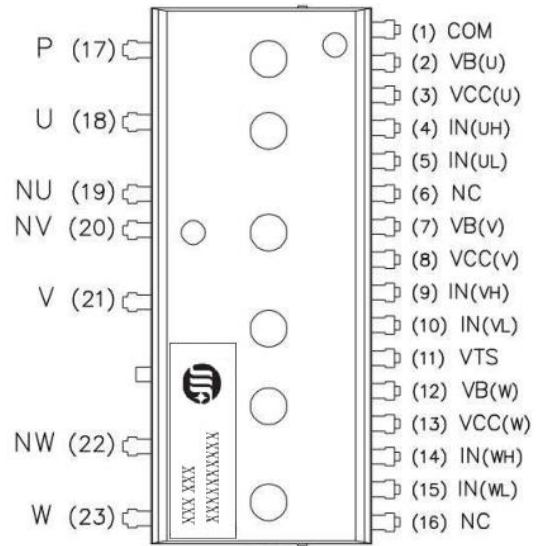 P (17)
U (18)
NU (19)
NV (20)
V (21)
NW (22)
W (23)
XXX XXX
XXXXXXXXXXX
(1) COM
(2) VB(U)
(3) VCC(U)
(4) IN(UH)
(5) IN(UL)
(6) NC
(7) VB(V)
(8) VCC(V)
(9) IN(VH)
(10) IN(VL)
(11) VTS
(12) VB(W)
(13) VCC(W)
(14) IN(WH)
(15) IN(WL)
(16) NC